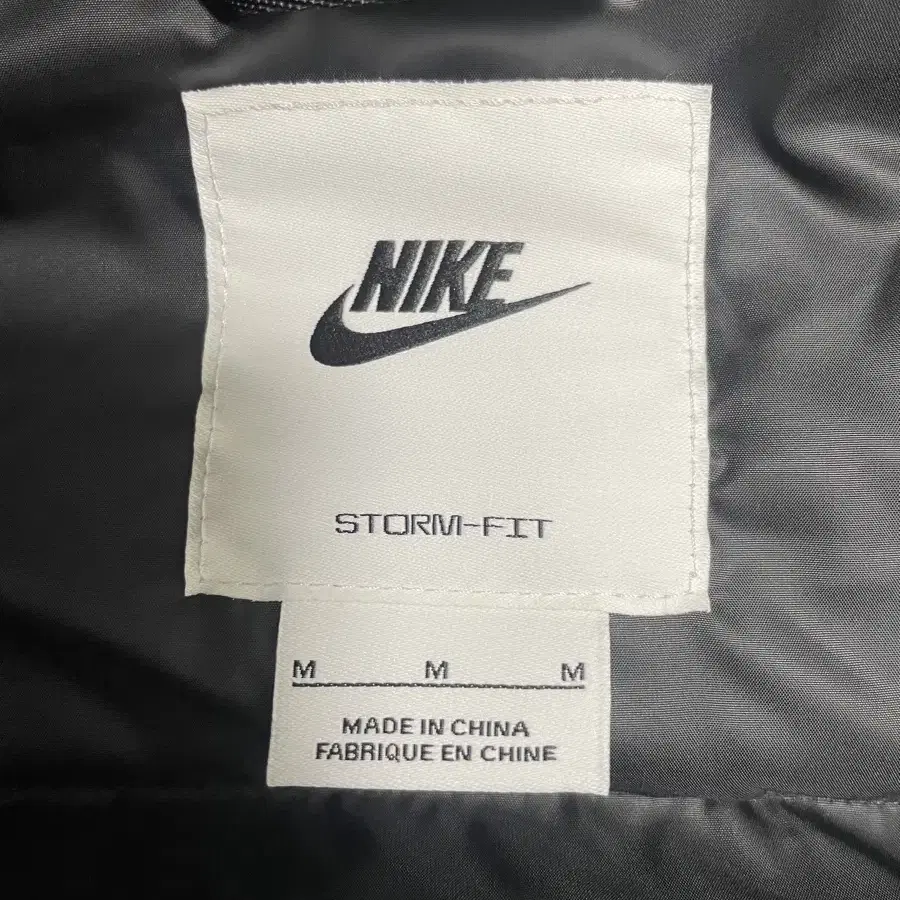 NIKE
STORM-FIT
M M M
MADE IN CHINA
FABRIQUE EN CHINE